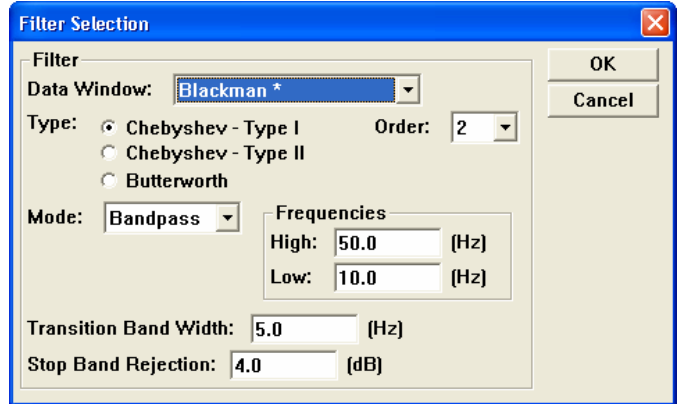 Filter Selection
Filter
OK
Data Window: Blackman *
Cancel
Type: Chebyshev - Type I Order: 2
Chebyshev - Type II
Butterworth
Mode: Bandpass
Frequencies
High: 50.0 (Hz)
Low: 10.0 (Hz)
Transition Band Width: 5.0 (Hz)
Stop Band Rejection: 4.0 (dB)